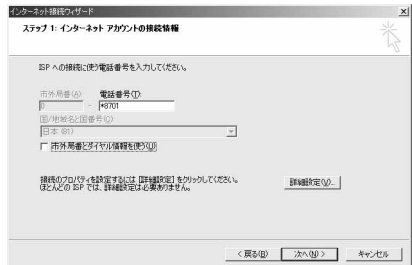 インターネット接続ウィザード
ステップ 1: インターネット アカウントの接続情報
ISP への接続に使う電話番号を入力してください。
市外局番(A) 電話番号(T):
0 - *8701
国/地域名と国番号(C)
日本 (81)
市外局番とダイヤル情報を使う(U)
接続のプロパティを設定するには [詳細設定] をクリックしてください。
ほとんどの ISP では、詳細設定は必要ありません。
詳細設定(V)...
< 戻る(B) 次へ(N) > キャンセル